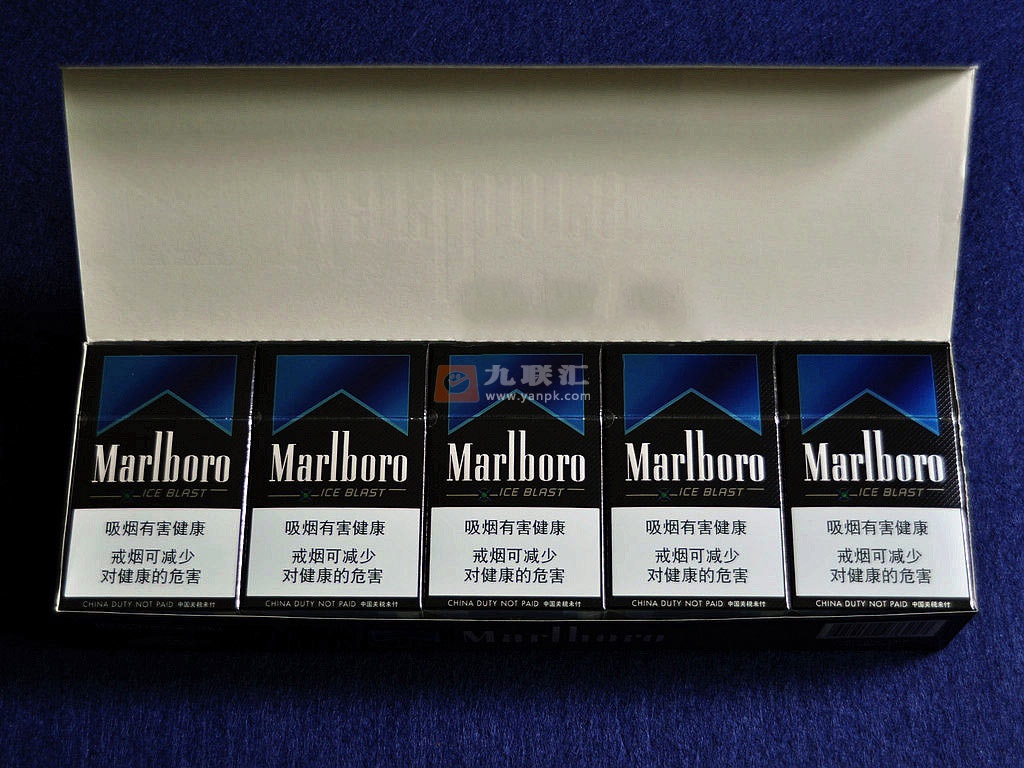 九联汇
www.yanpk.com
Marlboro
ICE BLAST
吸烟有害健康
戒烟可减少
对健康的危害
CHINA DUTY NOT PAID 中国关税未付
Marlboro
ICE BLAST
吸烟有害健康
戒烟可减少
对健康的危害
CHINA DUTY NOT PAID 中国关税未付
Marlboro
ICE BLAST
吸烟有害健康
戒烟可减少
对健康的危害
CHINA DUTY NOT PAID 中国关税未付
Marlboro
ICE BLAST
吸烟有害健康
戒烟可减少
对健康的危害
CHINA DUTY NOT PAID 中国关税未付
Marlboro
ICE BLAST
吸烟有害健康
戒烟可减少
对健康的危害
CHINA DUTY NOT PAID 中国关税未付
Marlboro